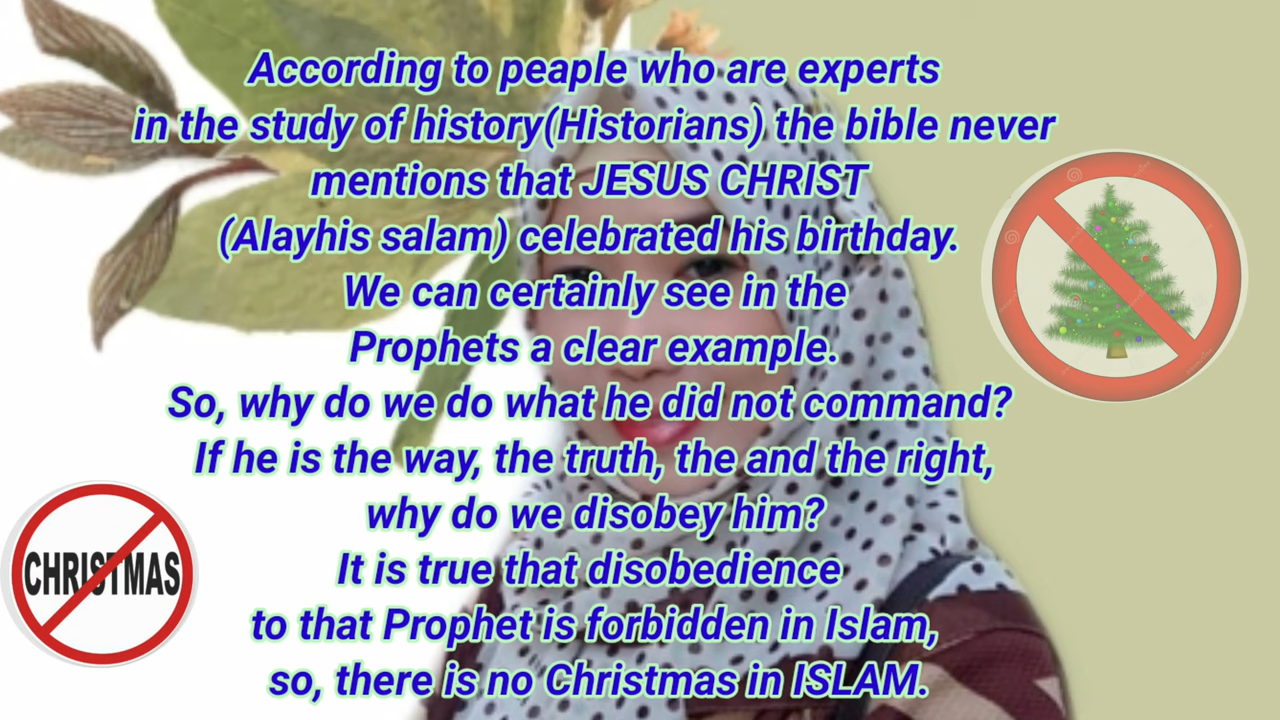 According to peaple who are experts
in the study of history(Historians) the bible never
mentions that JESUS CHRIST
(Alayhis salam) celebrated his birthday.
We can certainly see in the
Prophets a clear example.
So, why do we do what he did not command?
If he is the way, the truth, the and the right,
why do we disobey him?
It is true that disobedience
to that Prophet is forbidden in Islam,
so, there is no Christmas in ISLAM.
CHRISTMAS